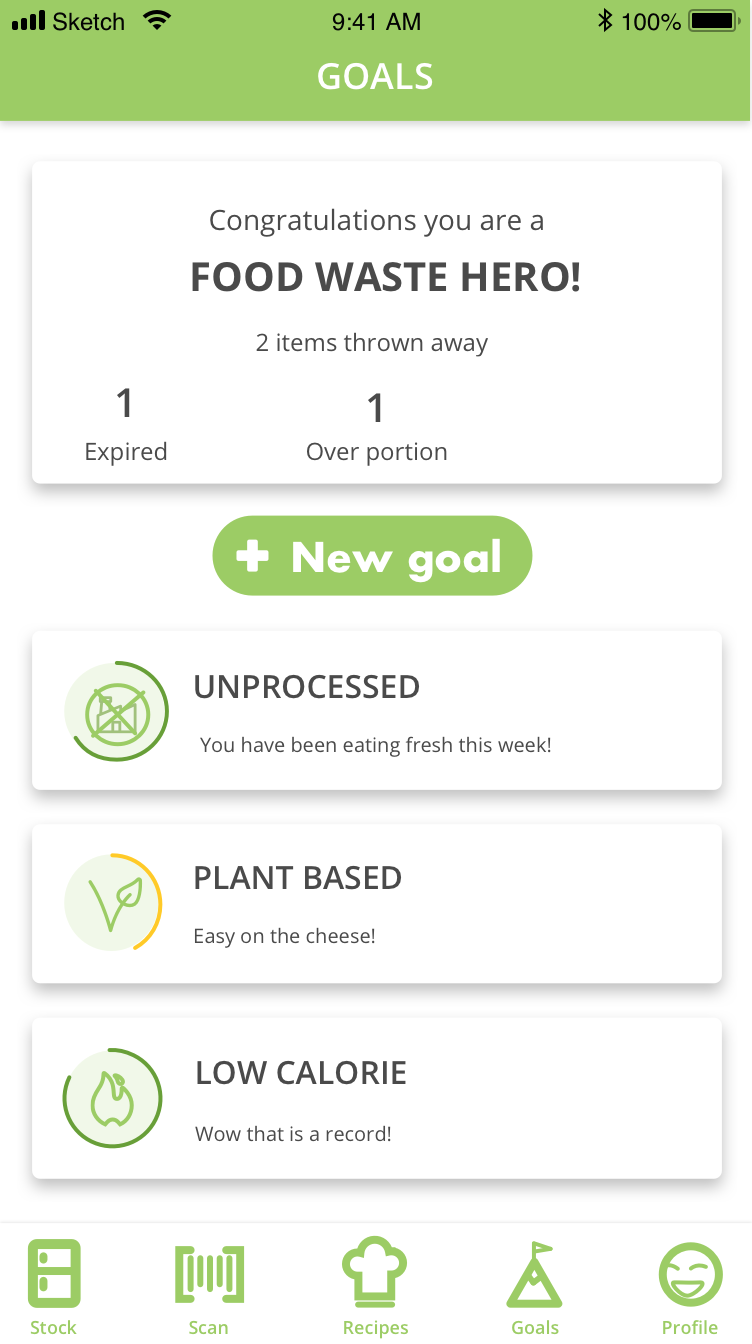 Sketch 9:41 AM 100%
GOALS
Congratulations you are a
FOOD WASTE HERO!
2 items thrown away
1 1
Expired Over portion
+ New goal
UNPROCESSED
You have been eating fresh this week!
PLANT BASED
Easy on the cheese!
LOW CALORIE
Wow that is a record!
Stock Scan Recipes Goals Profile